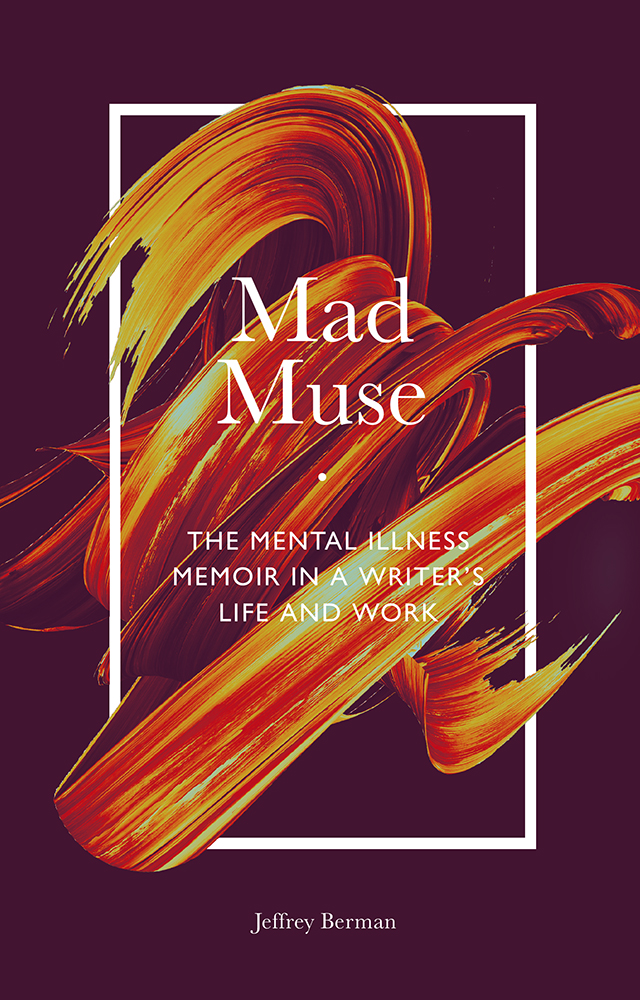 Mad
Muse
•
THE MENTAL ILLNESS
MEMOIR IN A WRITER’S
LIFE AND WORK
Jeffrey Berman